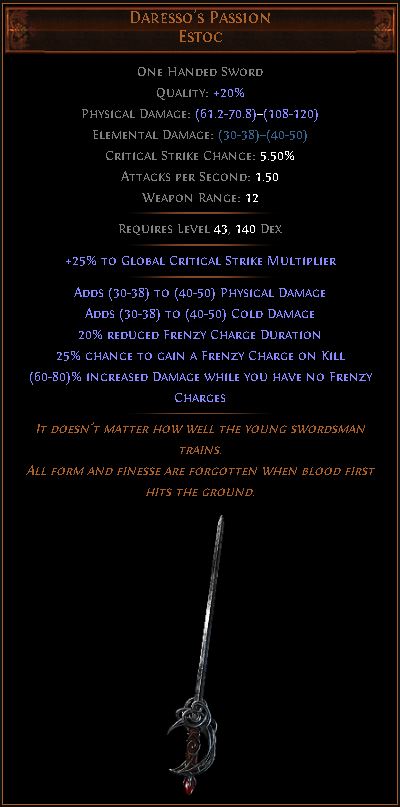 Daresso's Passion
Estoc
One Handed Sword
Quality: +20%
Physical Damage: (61.2-70.8)–(108-120)
Elemental Damage: (30-38)–(40-50)
Critical Strike Chance: 5.50%
Attacks per Second: 1.50
Weapon Range: 12
Requires Level 43, 140 Dex
+25% to Global Critical Strike Multiplier
Adds (30-38) to (40-50) Physical Damage
Adds (30-38) to (40-50) Cold Damage
20% reduced Frenzy Charge Duration
25% chance to gain a Frenzy Charge on Kill
(60-80)% increased Damage while you have no Frenzy
Charges
It doesn't matter how well the young swordsman
trains.
All form and finesse are forgotten when blood first
hits the ground.